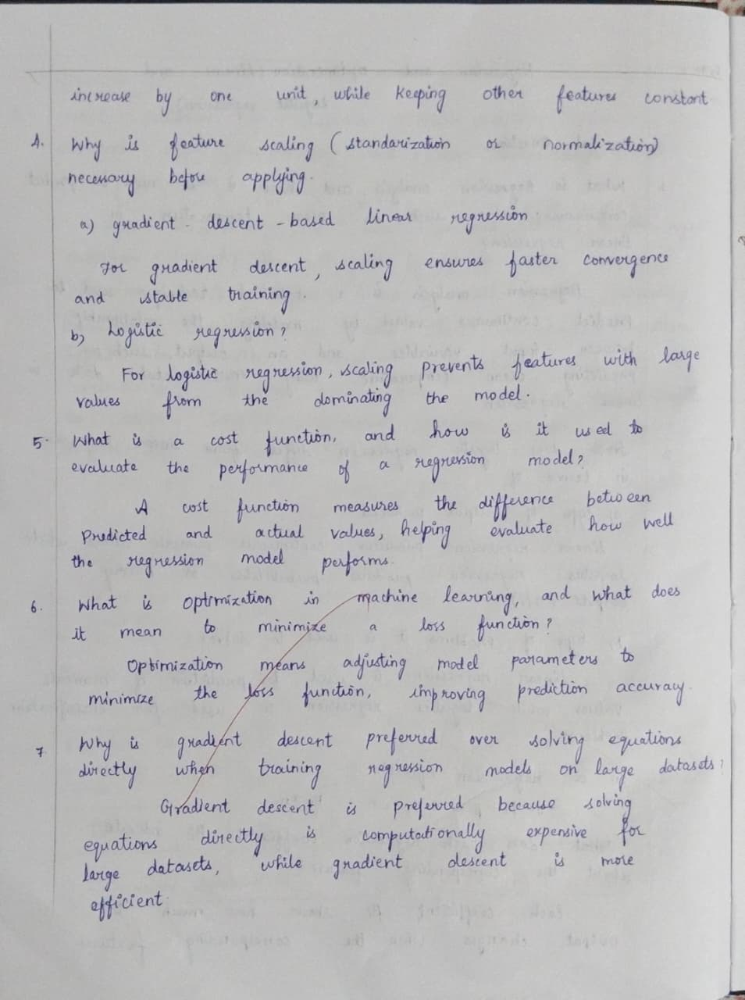 increase by one unit, while keeping other features constant.
4. Why is feature scaling (standarization or normalization)
necessary before applying.
a) gradient - descent - based linear regression
For gradient descent, scaling ensures faster convergence
and stable training.
b) Logistic regression?
For logistic regression, scaling prevents features with large
values from the dominating the model.
5. What is a cost function, and how is it used to
evaluate the performance of a regression model?
A cost function measures the difference between
Predicted and actual values, helping evaluate how well
the regression model performs.
6. What is optimization in machine learning, and what does
it mean to minimize a loss function?
Optimization means adjusting model parameters to
minimize the loss function, improving prediction accuracy.
7. Why is gradient descent preferred over solving equations
directly when training regression models on large datasets?
Gradient descent is preferred because solving
equations directly is computationally expensive for
large datasets, while gradient descent is more
efficient.